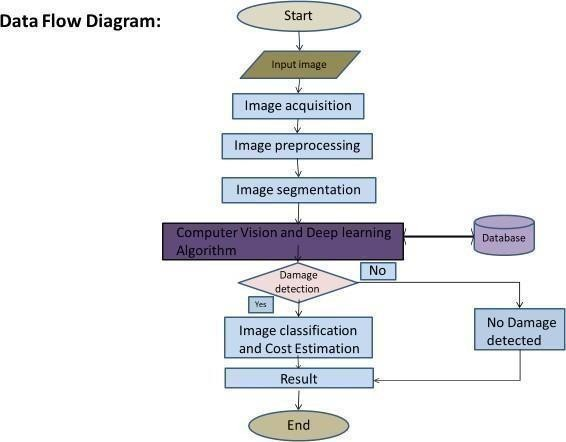 Data Flow Diagram:
Start
Input image
Image acquisition
Image preprocessing
Image segmentation
Computer Vision and Deep learning
Algorithm
Database
Damage
detection
No
Yes
Image classification
and Cost Estimation
No Damage
detected
Result
End